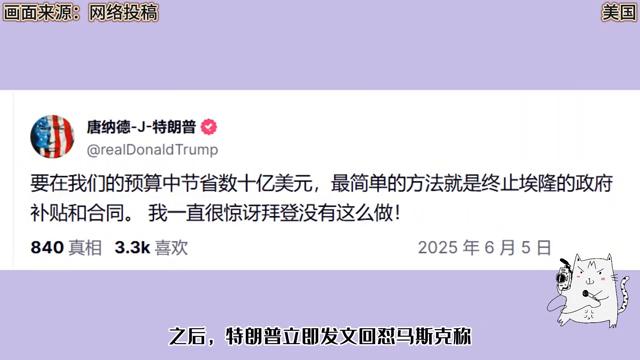 画面来源：网络投稿
美国
唐纳德-J-特朗普
@realDonaldTrump
要在我们的预算中节省数十亿美元，最简单的方法就是终止埃隆的政府
补贴和合同。 我一直很惊讶拜登没有这么做！
840 真相 3.3k 喜欢
2025 年 6 月 5 日
之后，特朗普立即发文回怼马斯克称